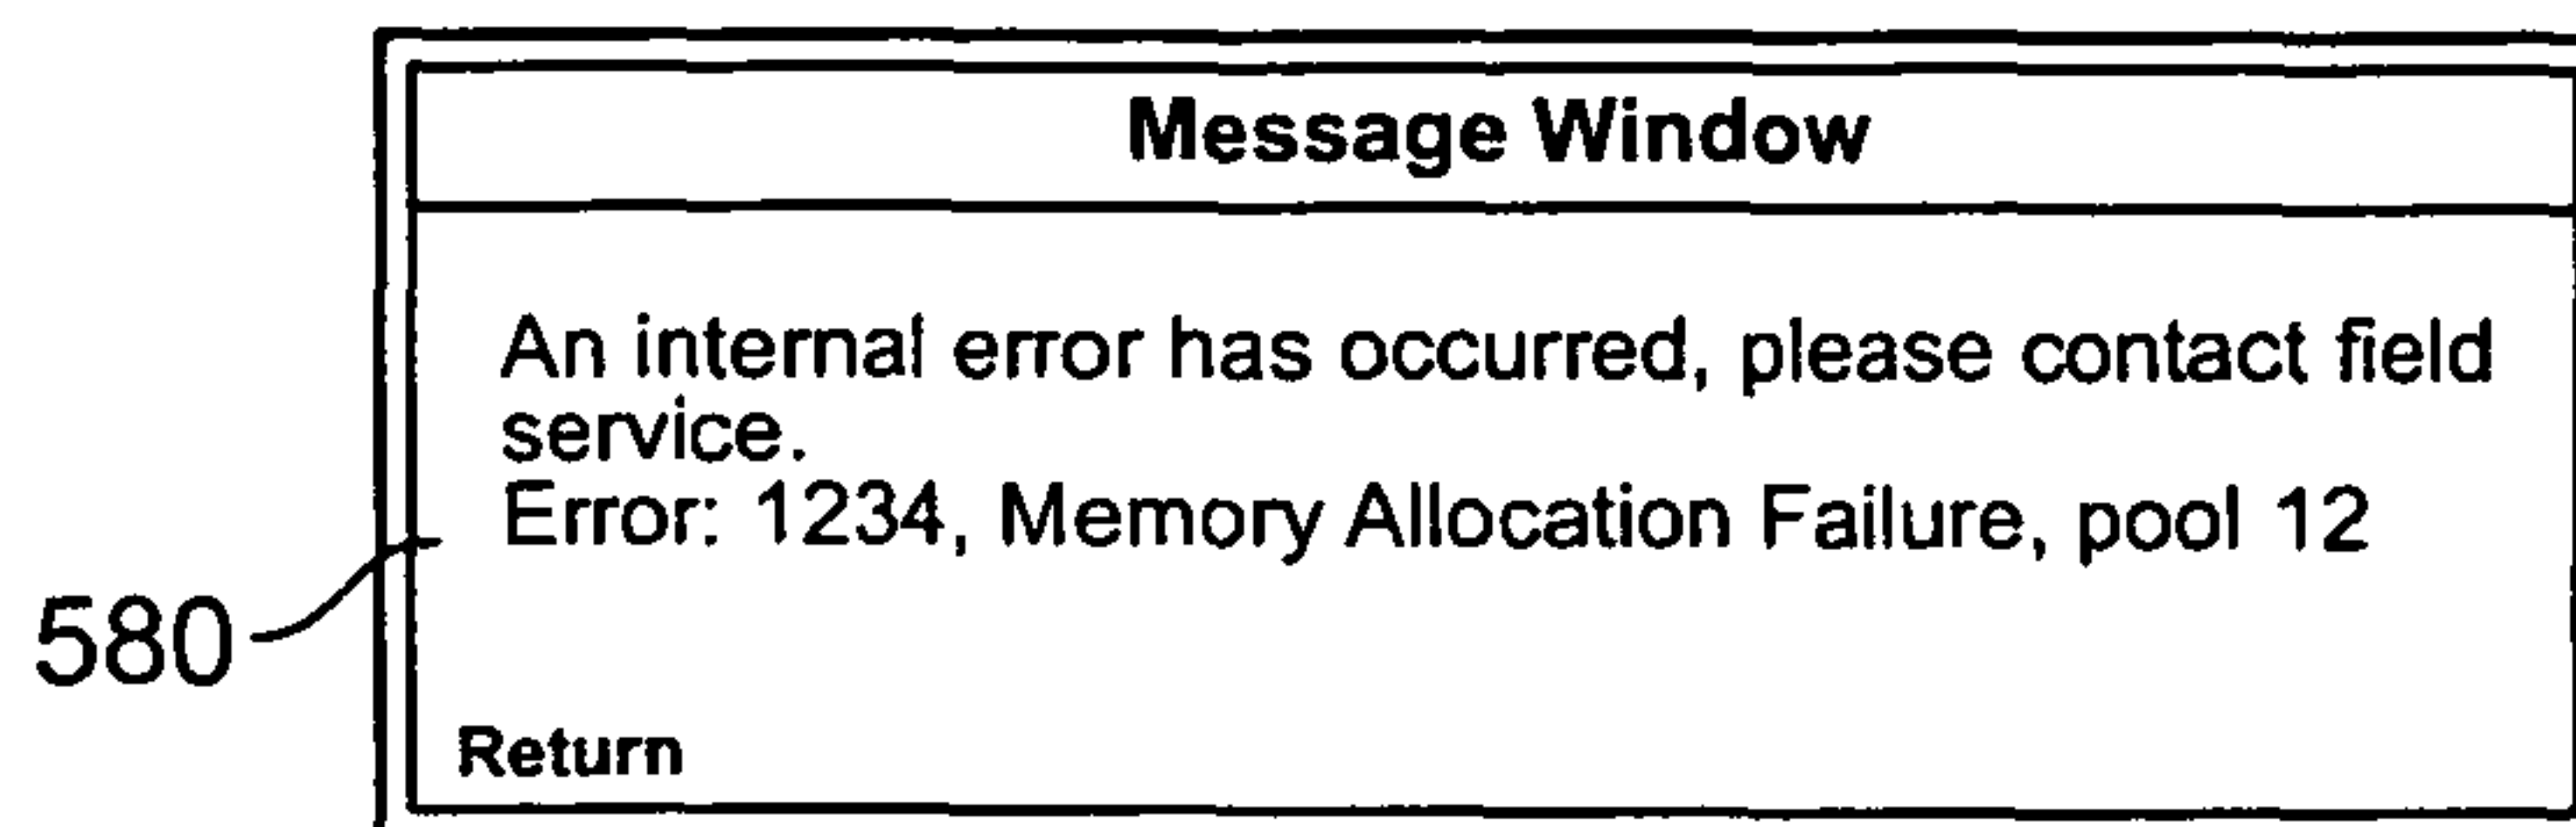 Message Window
An internal error has occurred, please contact field
service.
Error: 1234, Memory Allocation Failure, pool 12
580
Return